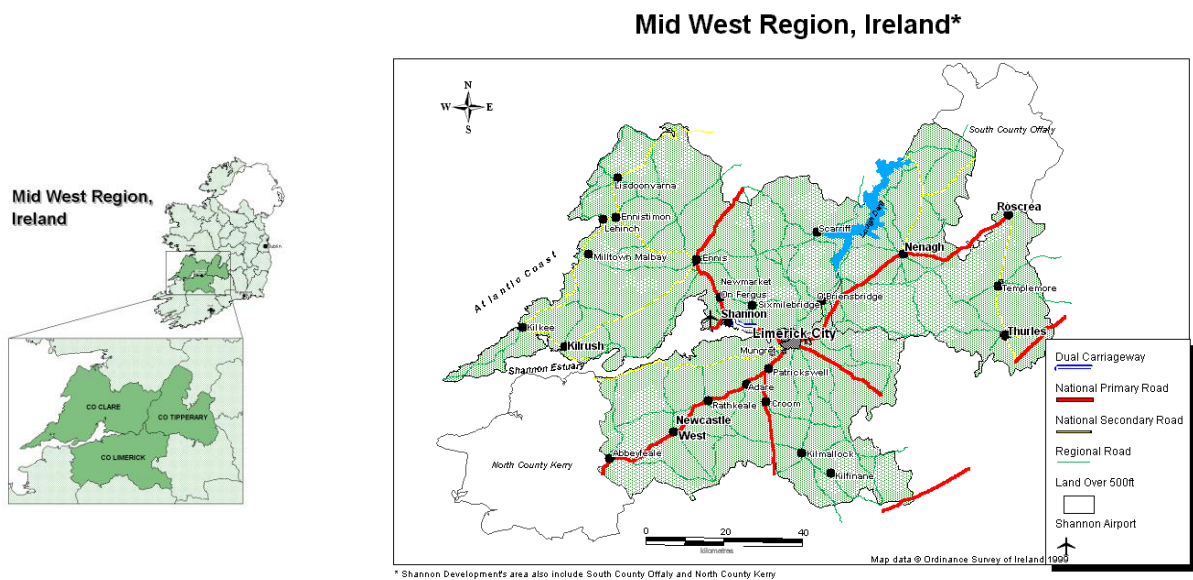 Mid West Region, Ireland*
Mid West Region,
Ireland
Dublin
CO CLARE
CO TIPPERARY
CO LIMERICK
N
W
E
S
South County Offaly
Lisdoonvarna
Ennistimon
Lehinch
Scarriff
Roscrea
Milltown Malbay
Ennis
Nenagh
Atlantic Coast
Newmarket
On Fergus
Sixmilebridge
O'Briensbridge
Templemore
Shannon
Kilkee
Kilrush
Limerick City
Thurles
Mungret
Shannon Estuary
Patrickswell
Adare
Rathkeale
Croom
Newcastle
West
Abbeyfeale
North County Kerry
Kilmallock
Kilfinane
0
20
40
kilometres
Dual Carriageway
National Primary Road
National Secondary Road
Regional Road
Land Over 500ft
Shannon Airport
Map data © Ordinance Survey of Ireland 1999
* Shannon Development's area also include South County Offaly and North County Kerry